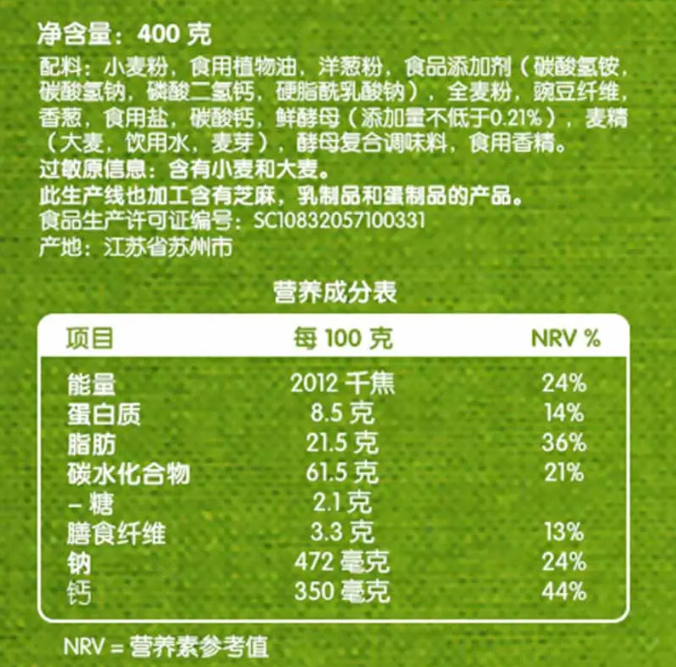 净含量：400 克
配料：小麦粉，食用植物油，洋葱粉，食品添加剂（碳酸氢铵，
碳酸氢钠，磷酸二氢钙，硬脂酰乳酸钠），全麦粉，豌豆纤维，
香葱，食用盐，碳酸钙，鲜酵母（添加量不低于0.21%），麦精
（大麦，饮用水，麦芽），酵母复合调味料，食用香精。
过敏原信息：含有小麦和大麦。
此生产线也加工含有芝麻，乳制品和蛋制品的产品。
食品生产许可证编号：SC10832057100331
产地：江苏省苏州市
营养成分表
项目 每 100 克 NRV %
能量 2012 千焦 24%
蛋白质 8.5 克 14%
脂肪 21.5 克 36%
碳水化合物 61.5 克 21%
– 糖 2.1 克
膳食纤维 3.3 克 13%
钠 472 毫克 24%
钙 350 毫克 44%
NRV = 营养素参考值